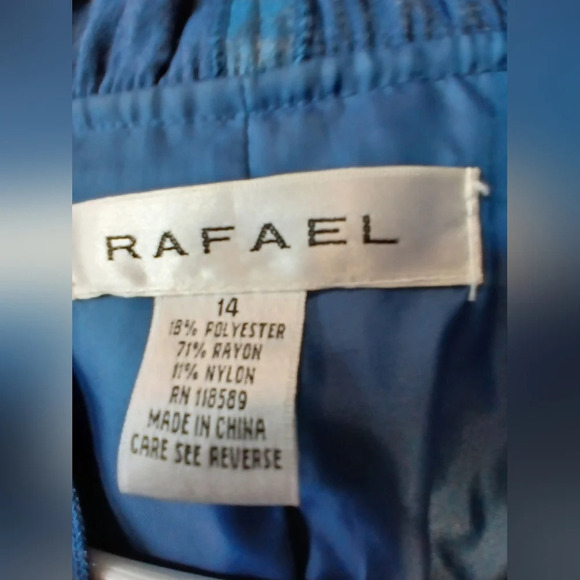 RAFAEL
14
18% POLYESTER
71% RAYON
11% NYLON
RN 118589
MADE IN CHINA
CARE SEE REVERSE